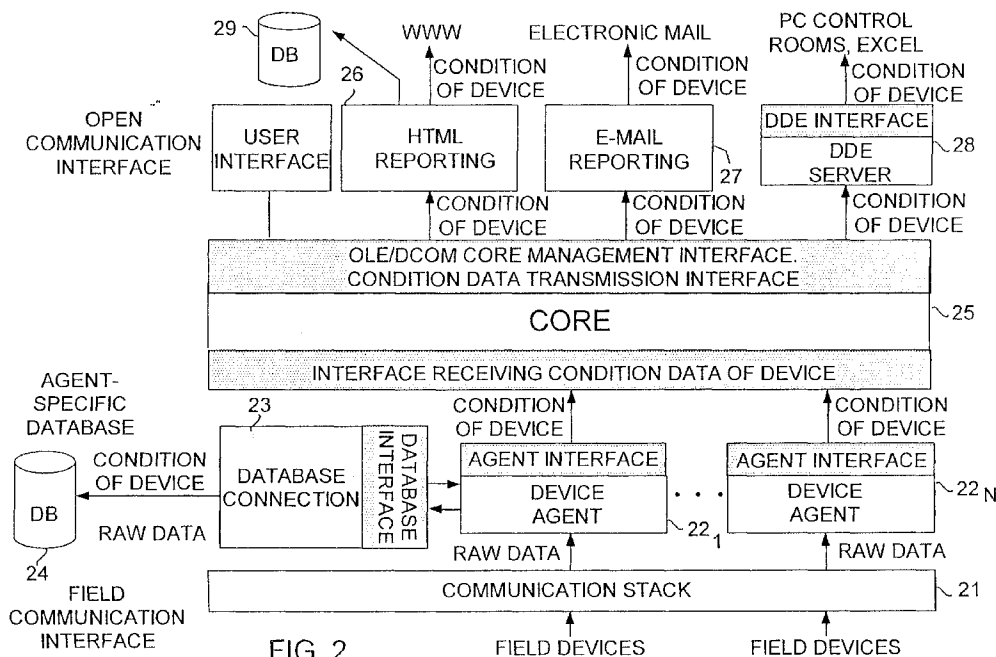 29
DB
WWW
ELECTRONIC MAIL
PC CONTROL
ROOMS, EXCEL
26
CONDITION
OF DEVICE
CONDITION
OF DEVICE
CONDITION
OF DEVICE
OPEN
COMMUNICATION
INTERFACE
USER
INTERFACE
HTML
REPORTING
E-MAIL
REPORTING
27
DDE INTERFACE
DDE
SERVER
28
CONDITION
OF DEVICE
CONDITION
OF DEVICE
CONDITION
OF DEVICE
OLE/DCOM CORE MANAGEMENT INTERFACE.
CONDITION DATA TRANSMISSION INTERFACE
CORE
25
INTERFACE RECEIVING CONDITION DATA OF DEVICE
AGENT-
SPECIFIC
DATABASE
23
CONDITION
OF DEVICE
CONDITION
OF DEVICE
CONDITION
OF DEVICE
DB
24
RAW DATA
DATABASE
CONNECTION
DATABASE
INTERFACE
AGENT INTERFACE
DEVICE
AGENT
22 1
. . .
AGENT INTERFACE
DEVICE
AGENT
22 N
RAW DATA
RAW DATA
FIELD
COMMUNICATION
INTERFACE
COMMUNICATION STACK
21
FIG. 2
FIELD DEVICES
FIELD DEVICES